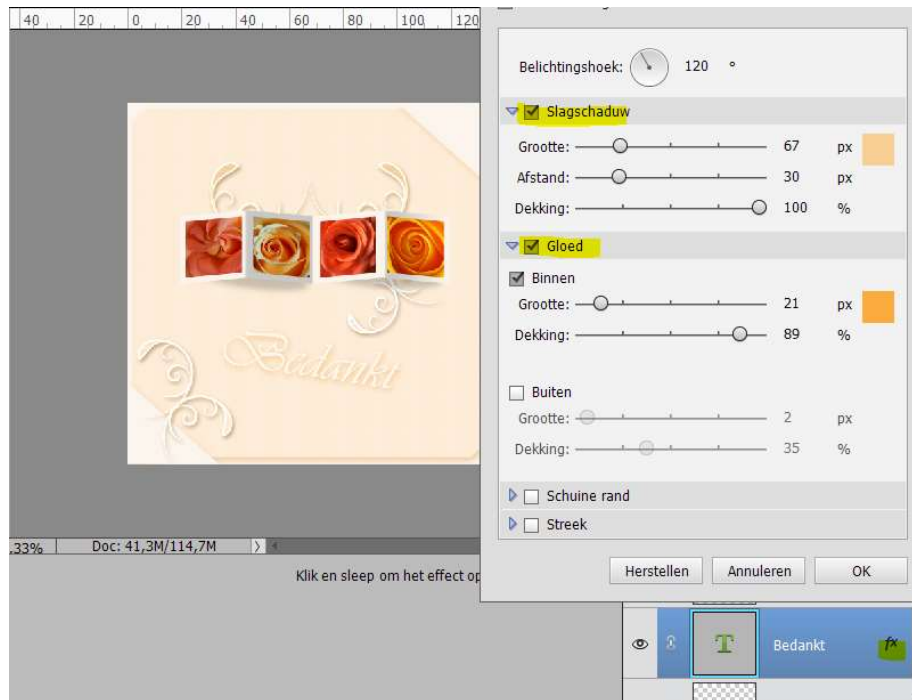 40 20 0 20 40 60 80 100 120
Belichtingshoek: 120 °
Slagschaduw
Grootte: 67 px
Afstand: 30 px
Dekking: 100 %
Gloed
Binnen
Grootte: 21 px
Dekking: 89 %
Buiten
Grootte: 2 px
Dekking: 35 %
Schuine rand
Streek
Bedankt
,33% Doc: 41,3M/114,7M
Klik en sleep om het effect op
Herstellen Annuleren OK
T Bedankt fx